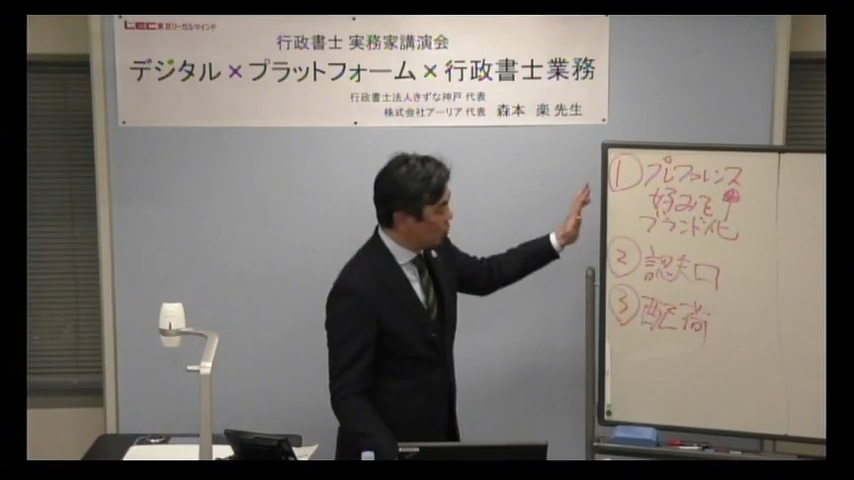 LEC東京リーガルマインド
行政書士 実務家講演会
デジタル×プラットフォーム×行政書士業務
行政書士法人きずな神戸 代表
株式会社アーリア 代表 森本 楽 先生
① プレファレンス
好みを
ブランド化
② 認知
③ 配荷